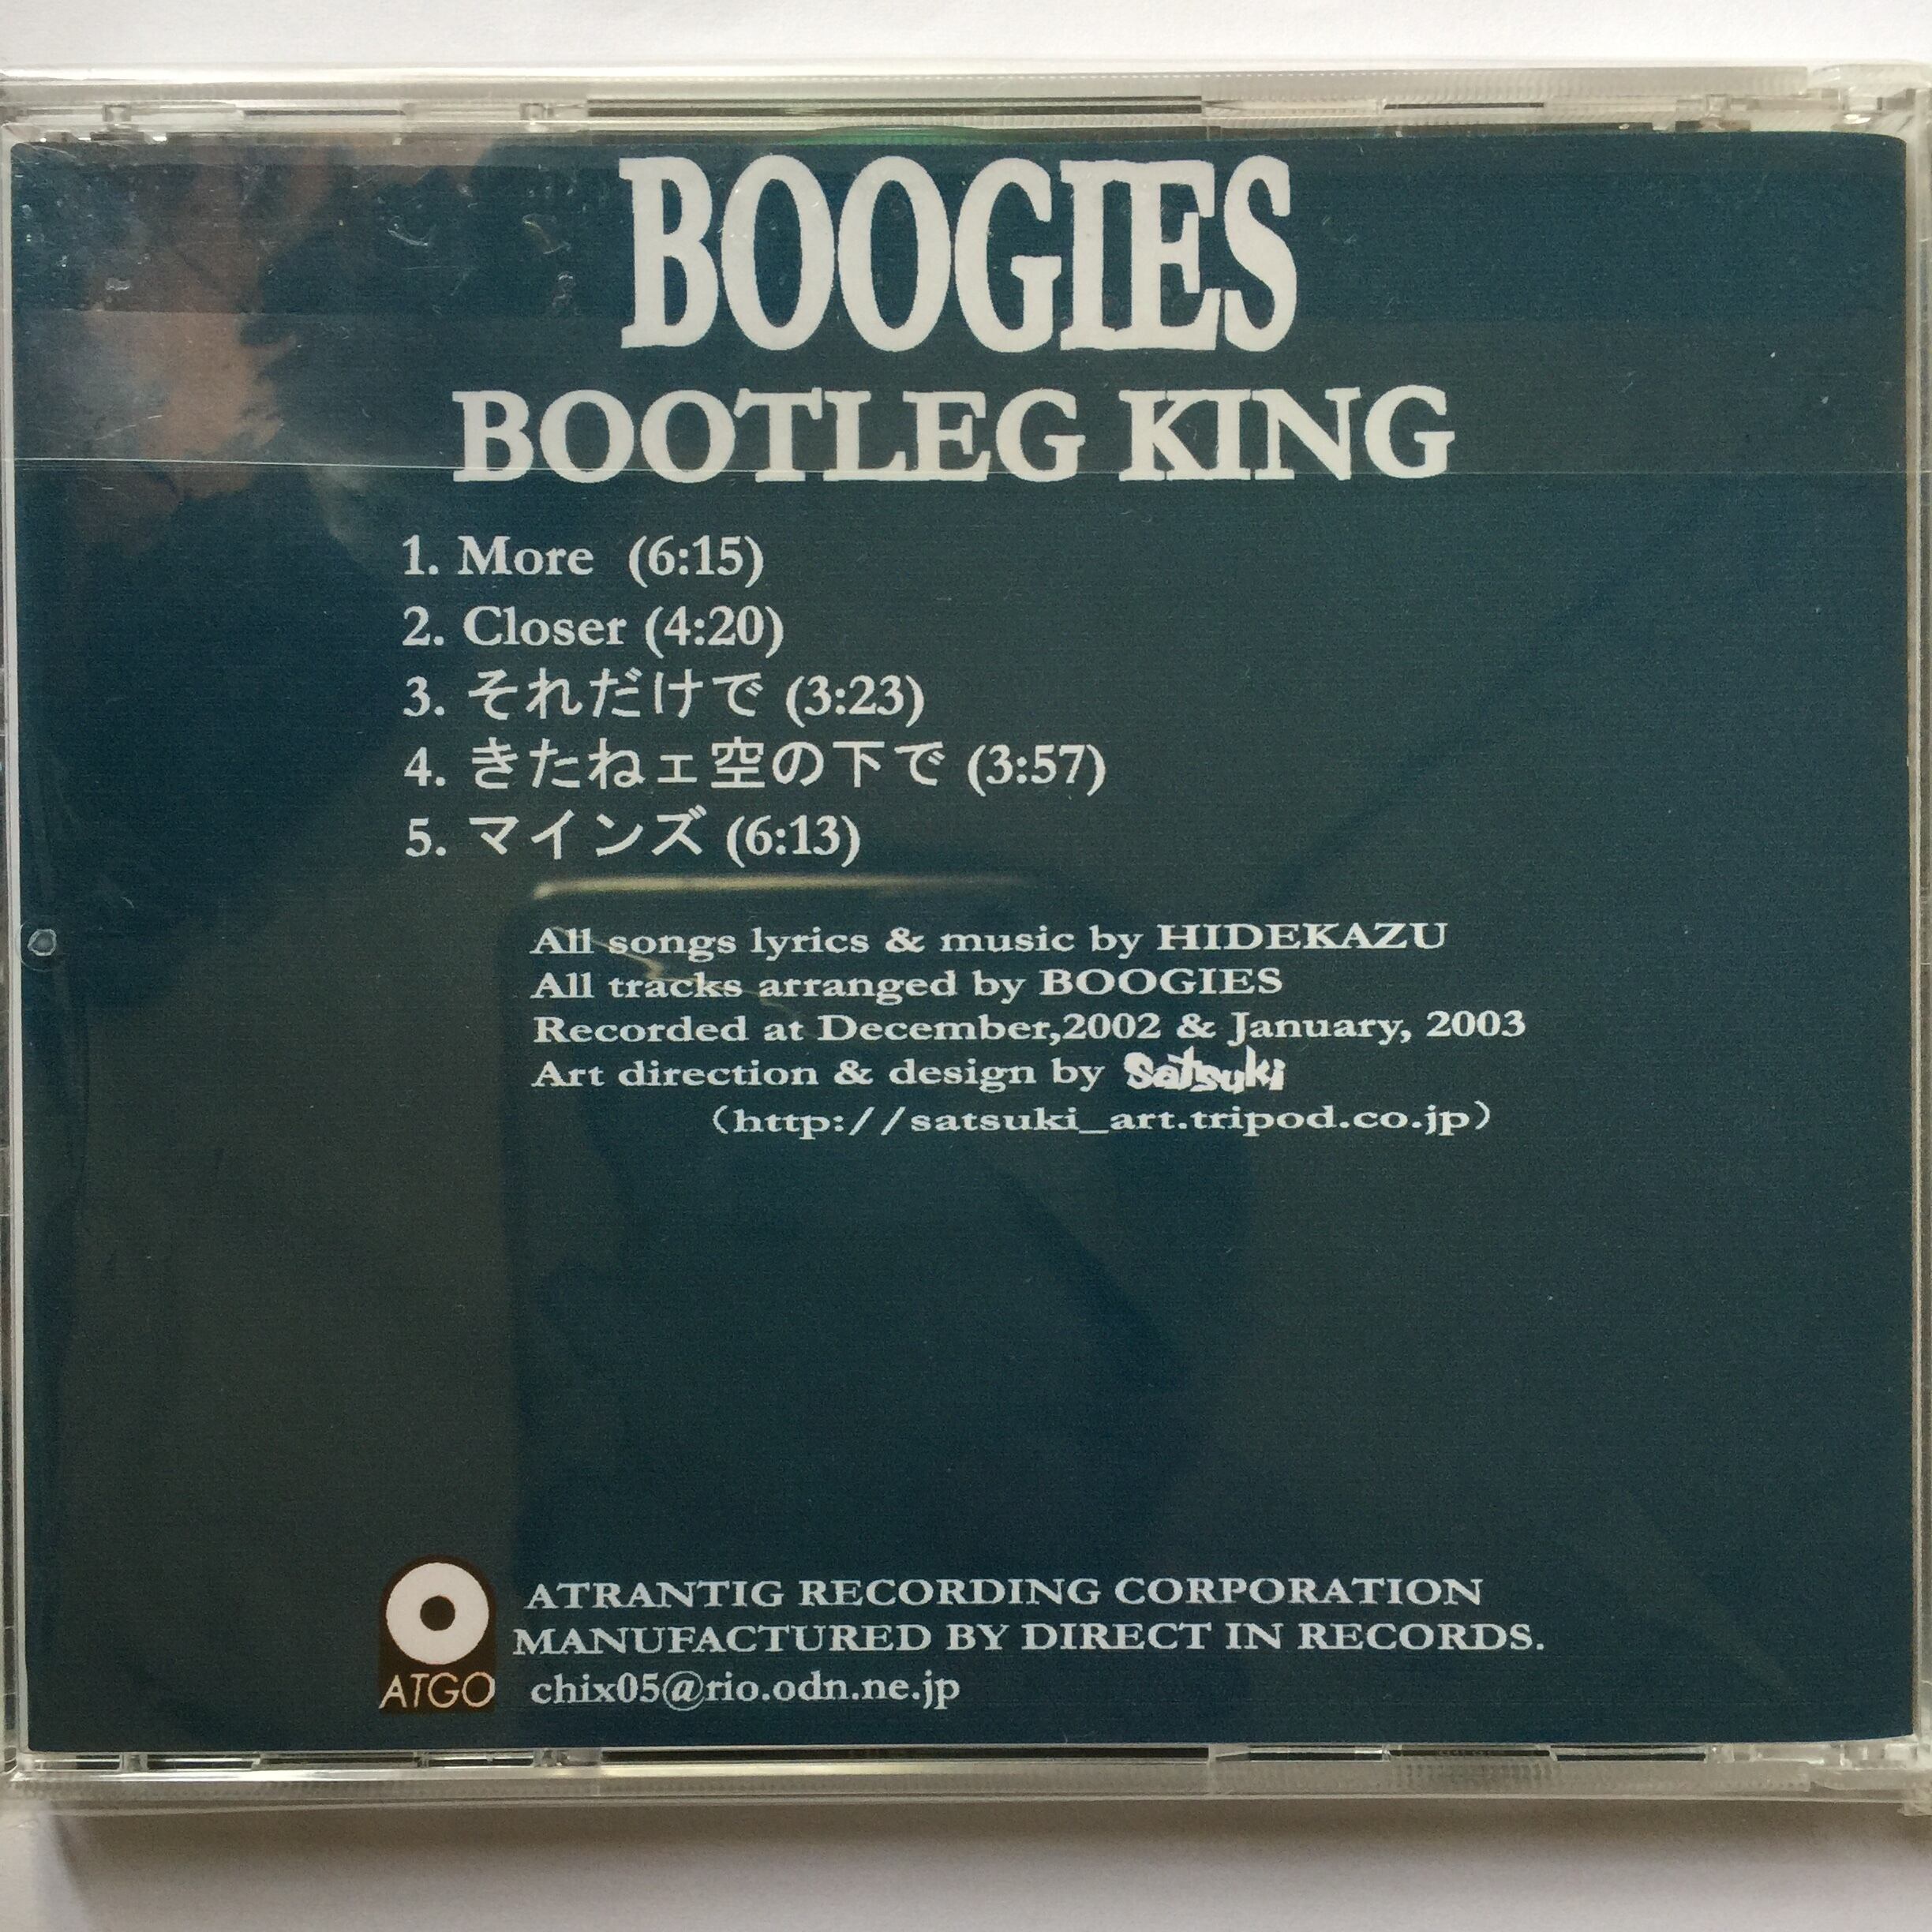 BOOGIES
BOOTLEG KING
1. More (6:15)
2. Closer (4:20)
3. それだけで (3:23)
4. きたねェ空の下で (3:57)
5. マインズ (6:13)
All songs lyrics & music by HIDEKAZU
All tracks arranged by BOOGIES
Recorded at December,2002 & January, 2003
Art direction & design by satsuki
（http://satsuki_art.tripod.co.jp）
ATRANTIG RECORDING CORPORATION
MANUFACTURED BY DIRECT IN RECORDS.
ATGO chix05@rio.odn.ne.jp